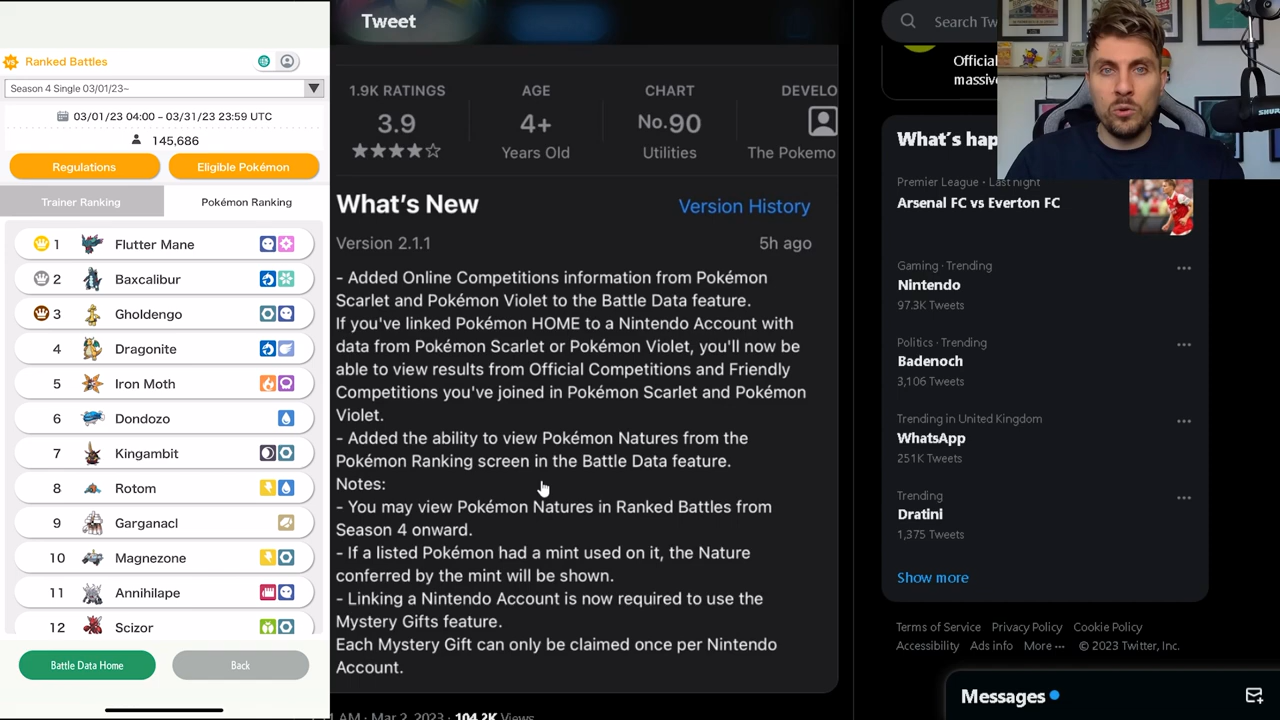 Ranked Battles
Season 4 Single 03/01/23~
03/01/23 04:00 – 03/31/23 23:59 UTC
145,686
Regulations
Eligible Pokémon
Trainer Ranking
Pokémon Ranking
1 Flutter Mane
2 Baxcalibur
3 Gholdengo
4 Dragonite
5 Iron Moth
6 Dondozo
7 Kingambit
8 Rotom
9 Garganacl
10 Magnezone
11 Annihilape
12 Scizor
Battle Data Home
Back
Tweet
1.9K RATINGS
3.9
AGE
4+
Years Old
CHART
No.90
Utilities
DEVELO
The Pokemo
What's New
Version History
Version 2.1.1
5h ago
- Added Online Competitions information from Pokémon
Scarlet and Pokémon Violet to the Battle Data feature.
If you've linked Pokémon HOME to a Nintendo Account with
data from Pokémon Scarlet or Pokémon Violet, you'll now be
able to view results from Official Competitions and Friendly
Competitions you've joined in Pokémon Scarlet and Pokémon
Violet.
- Added the ability to view Pokémon Natures from the
Pokémon Ranking screen in the Battle Data feature.
Notes:
- You may view Pokémon Natures in Ranked Battles from
Season 4 onward.
- If a listed Pokémon had a mint used on it, the Nature
conferred by the mint will be shown.
- Linking a Nintendo Account is now required to use the
Mystery Gifts feature.
Each Mystery Gift can only be claimed once per Nintendo
Account.
AM · Mar 2, 2023 · 104.2K Views
Search Tw
Official
massive
What's hap
Premier League · Last night
Arsenal FC vs Everton FC
Gaming · Trending
Nintendo
97.3K Tweets
Politics · Trending
Badenoch
3,106 Tweets
Trending in United Kingdom
WhatsApp
251K Tweets
Trending
Dratini
1,375 Tweets
Show more
Terms of Service Privacy Policy Cookie Policy
Accessibility Ads info More ··· © 2023 Twitter, Inc.
Messages
SHURE